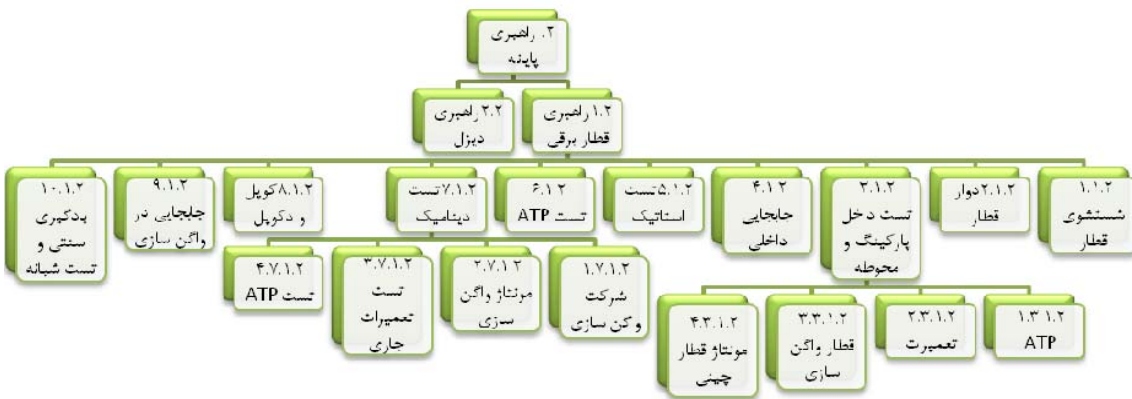 ۲. راهبری
پایانه
۱.۲ راهبری
قطار برقی
۲.۲ راهبری
دیزل
۱.۱.۲
شستشوی
قطار
۲.۱.۲ دوار
قطار
۳.۱.۲
تست دخل
پارکینگ و
محوطه
۴.۱.۲
جابجایی
داخلی
۵.۱.۲ تست
استاتیک
۶.۱.۲
تست ATP
۷.۱.۲ تست
دینامیک
۸.۱.۲ کوپل
و دکوپل
۹.۱.۲
جابجایی در
واگن سازی
۱۰.۱.۲
یدگیری
سنتی و
تست شبانه
۱.۷.۱.۲
شرکت
وکن سازی
۲.۷.۱.۲
مونتاژ واگن
سازی
۳.۷.۱.۲
تست
تعمیرات
جاری
۴.۷.۱.۲
تست ATP
۱.۳.۱.۲
ATP
۲.۳.۱.۲
تعمیرت
۳.۳.۱.۲
قطار واگن
سازی
۴.۳.۱.۲
مونتاژ قطار
چینی